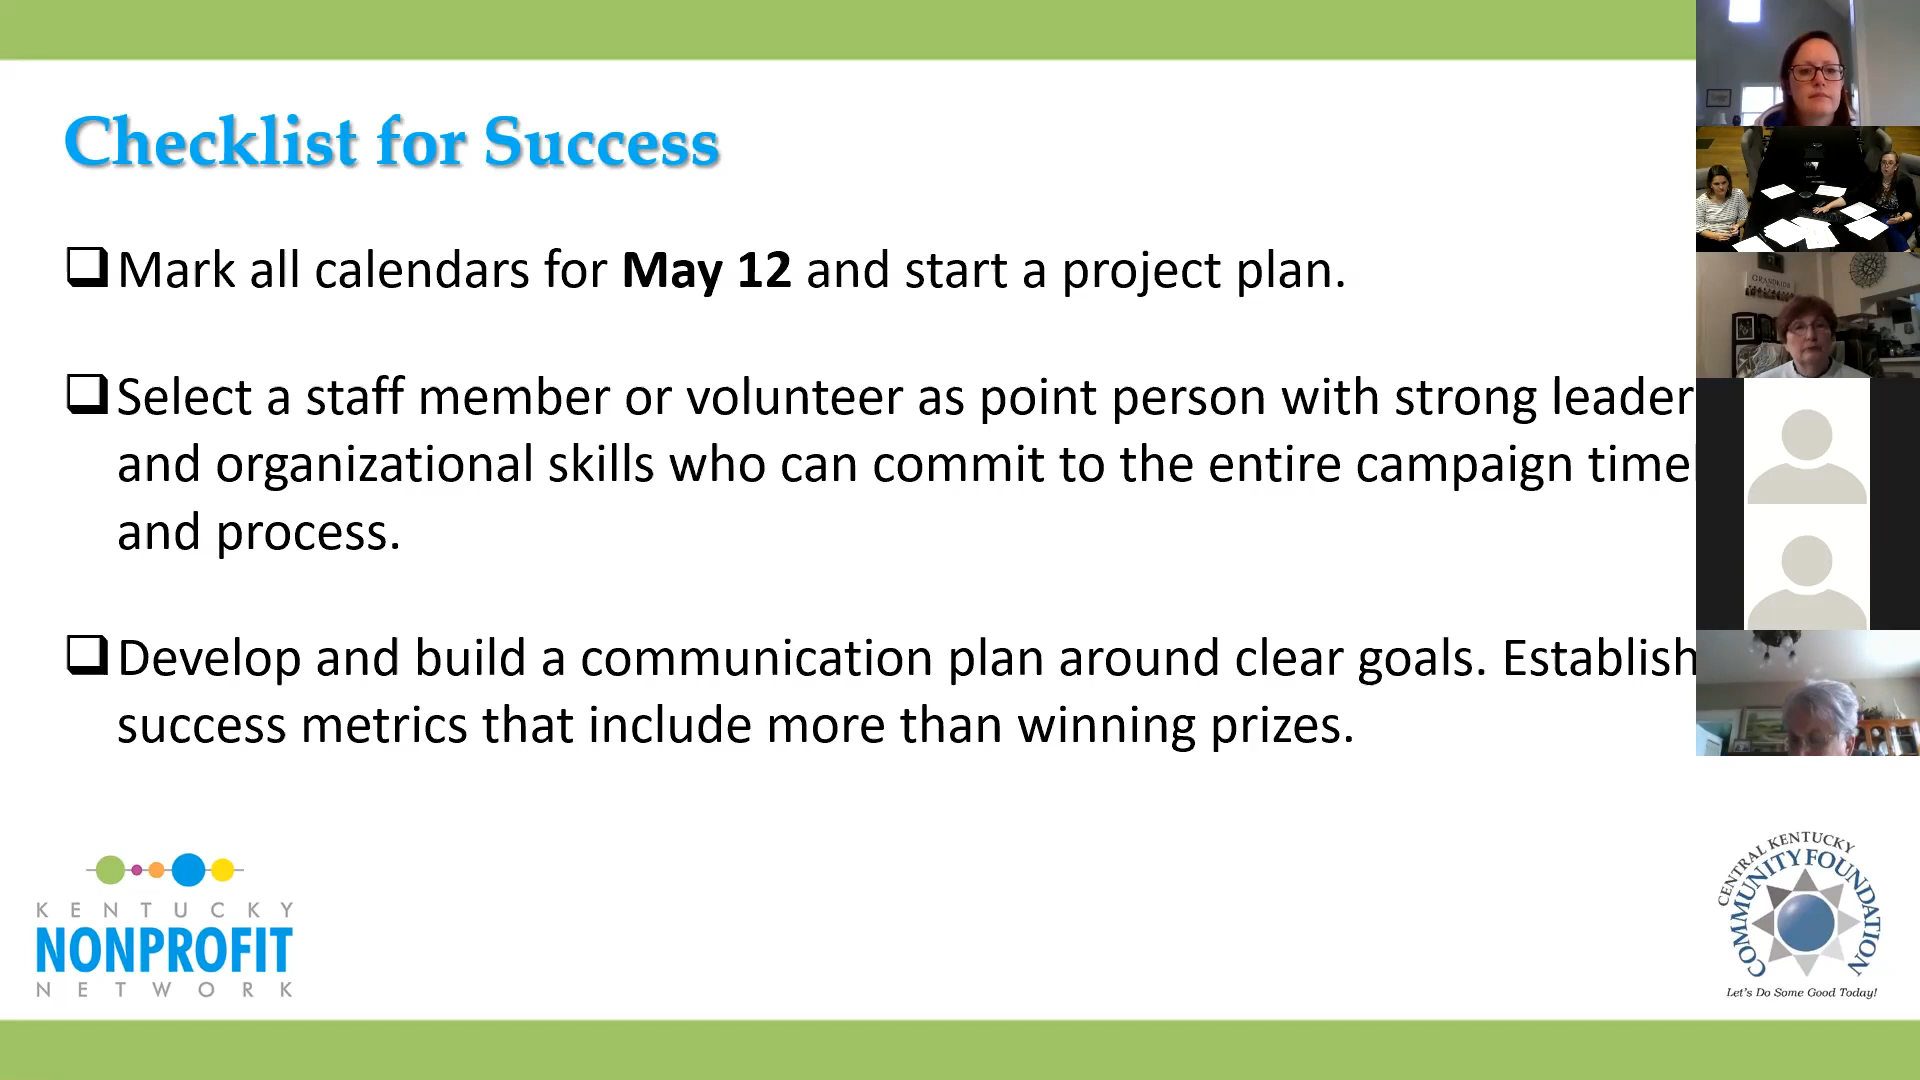 Checklist for Success
Mark all calendars for May 12 and start a project plan.
Select a staff member or volunteer as point person with strong leader
and organizational skills who can commit to the entire campaign time
and process.
Develop and build a communication plan around clear goals. Establish
success metrics that include more than winning prizes.
GRANDKIDS
KENTUCKY
NONPROFIT
NETWORK
CENTRAL KENTUCKY
COMMUNITY FOUNDATION
Let's Do Some Good Today!